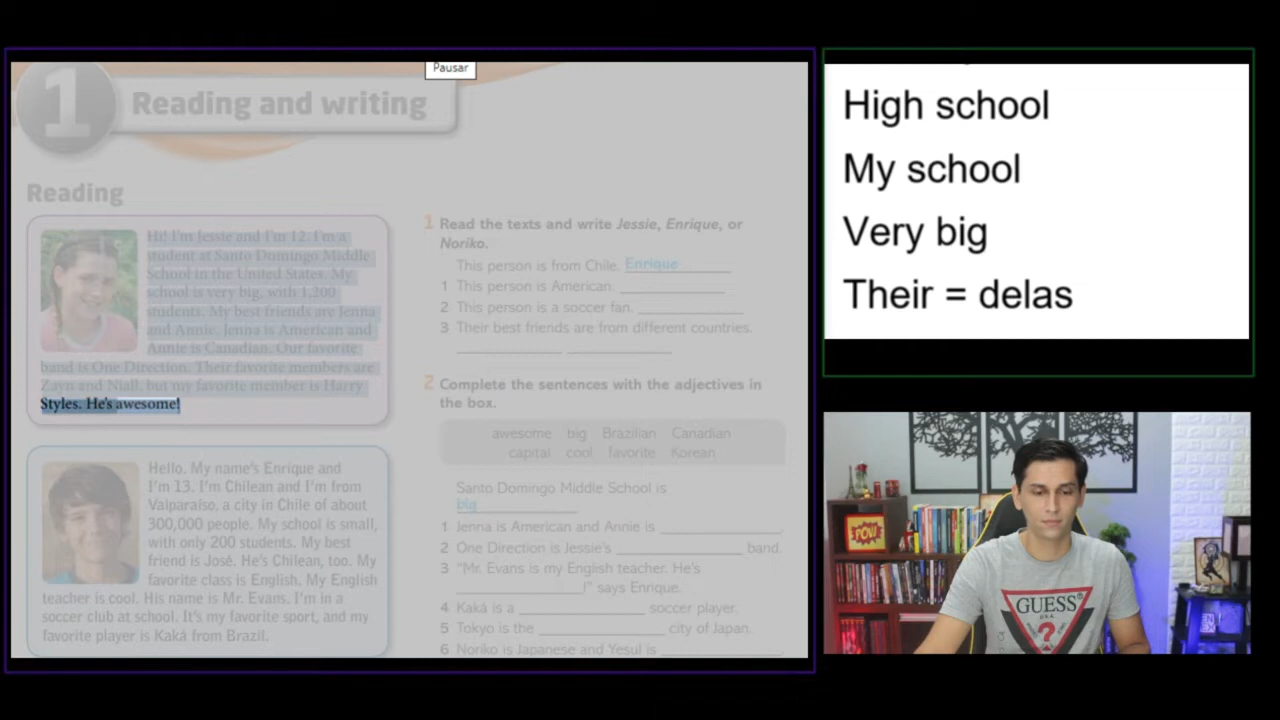 Pausar
1 Reading and writing
Reading
Hi! I'm Jessie and I'm 12. I'm a
student at Santo Domingo Middle
School in the United States. My
school is very big, with 1,200
students. My best friends are Jenna
and Annie. Jenna is American and
Annie is Canadian. Our favorite
band is One Direction. Their favorite members are
Zayn and Niall, but my favorite member is Harry
Styles. He's awesome!
Hello. My name's Enrique and
I'm 13. I'm Chilean and I'm from
Valparaíso, a city in Chile of about
300,000 people. My school is small,
with only 200 students. My best
friend is José. He's Chilean, too. My
favorite class is English. My English
teacher is cool. His name is Mr. Evans. I'm in a
soccer club at school. It's my favorite sport, and my
favorite player is Kaká from Brazil.
1 Read the texts and write Jessie, Enrique, or
Noriko.
This person is from Chile. Enrique
1 This person is American. ____________
2 This person is a soccer fan. ____________
3 Their best friends are from different countries.
____________ ____________
2 Complete the sentences with the adjectives in
the box.
awesome big Brazilian Canadian
capital cool favorite Korean
Santo Domingo Middle School is
big
1 Jenna is American and Annie is ____________.
2 One Direction is Jessie's ____________ band.
3 "Mr. Evans is my English teacher. He's
____________!" says Enrique.
4 Kaká is a ____________ soccer player.
5 Tokyo is the ____________ city of Japan.
6 Noriko is Japanese and Yesul is ____________.
High school
My school
Very big
Their = delas
POW
GUESS
U.S.A.
?